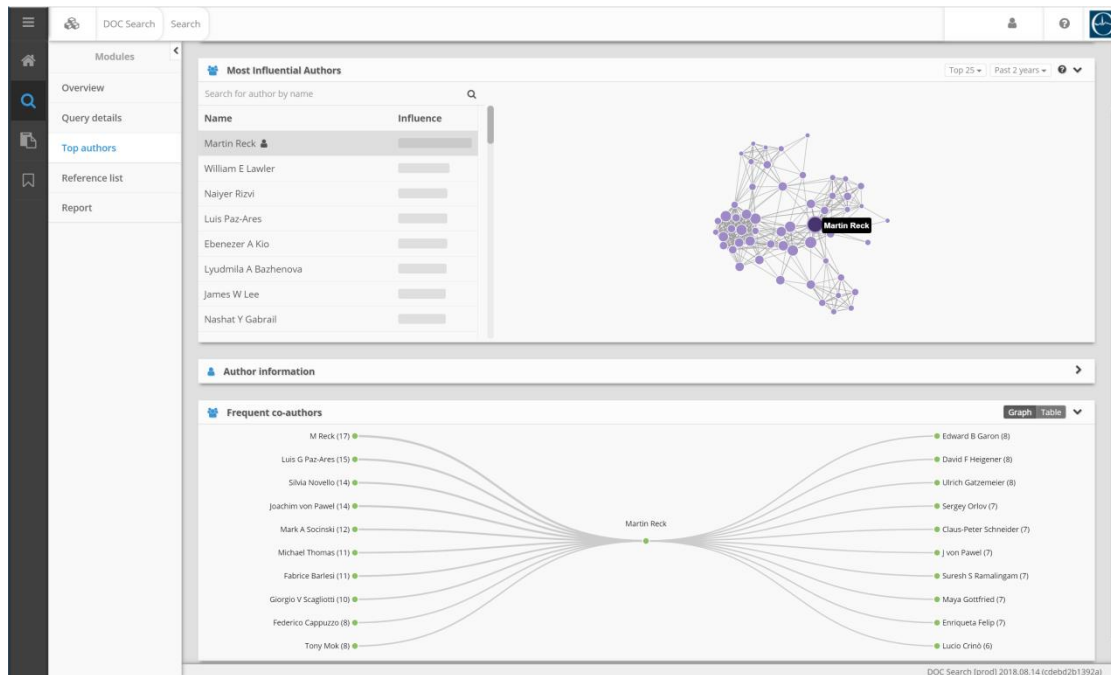 DOC Search
Search
Modules
Overview
Query details
Top authors
Reference list
Report
Most Influential Authors
Top 25
Past 2 years
Search for author by name
Name Influence
Martin Reck
William E Lawler
Naiyer Rizvi
Luis Paz-Ares
Ebenezer A Kio
Lyudmila A Bazhenova
James W Lee
Nashat Y Gabrail
Martin Reck
Author information
Frequent co-authors
Graph Table
M Reck (17)
Luis G Paz-Ares (15)
Silvia Novello (14)
Joachim von Pawel (14)
Mark A Socinski (12)
Michael Thomas (11)
Fabrice Barlesi (11)
Giorgio V Scagliotti (10)
Federico Cappuzzo (8)
Tony Mok (8)
Martin Reck
Edward B Garon (8)
David F Heigener (8)
Ulrich Gatzemeier (8)
Sergey Orlov (7)
Claus-Peter Schneider (7)
J von Pawel (7)
Suresh S Ramalingam (7)
Maya Gottfried (7)
Enriqueta Felip (7)
Lucio Crinò (6)
DOC Search [prod] 2018.08.14 (cdebd2b1392a)